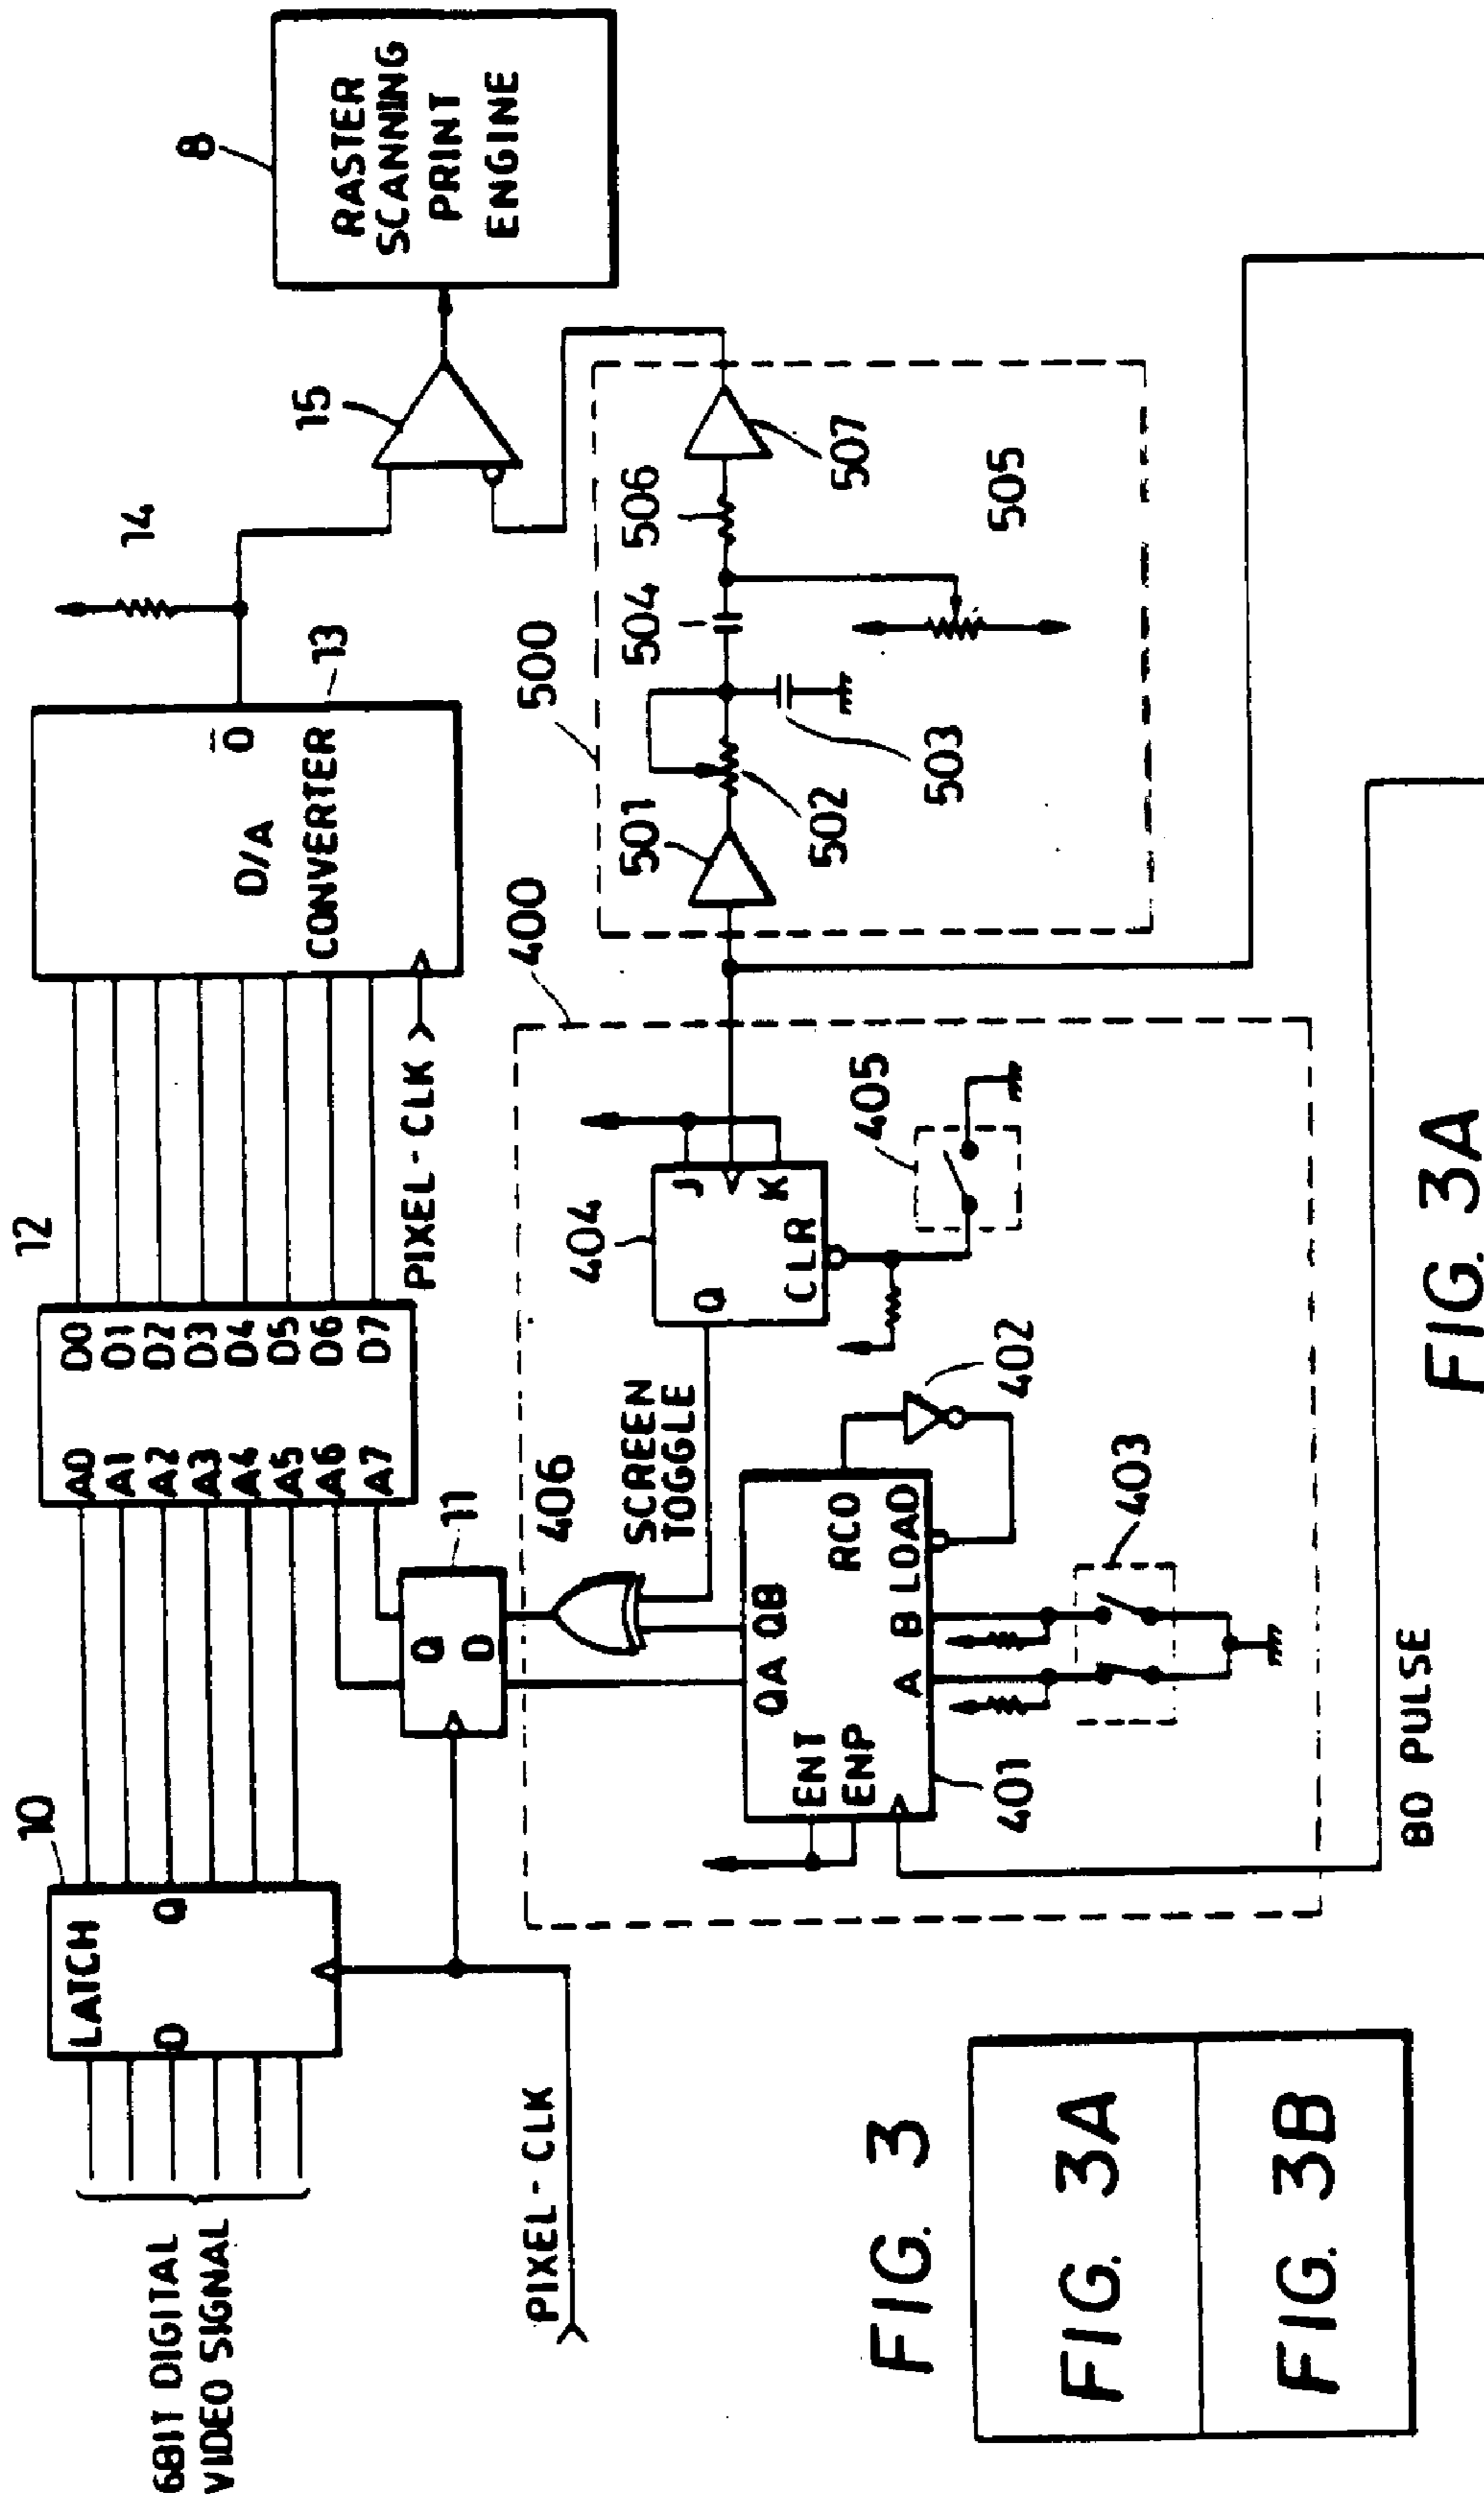 6BIT DIGITAL
VIDEO SIGNAL
10
LATCH
D
Q
PIXEL-CLK
12
A0
A1
A2
A3
A4
A5
A6
A7
D0
D1
D2
D3
D4
D5
D6
D7
PIXEL-CLK
D/A
CONVERTER
O
13
14
15
8
RASTER
SCANNING
PRINT
ENGINE
11
Q
D
400
406
SCREEN
TOGGLE
404
Q
J
K
CLR
405
QA QB
ENT
ENP
RCO
A
B
LOAD
401
402
403
500
501
502
503
504
506
507
505
BD PULSE
FIG. 3
FIG. 3A
FIG. 3B
FIG. 3A